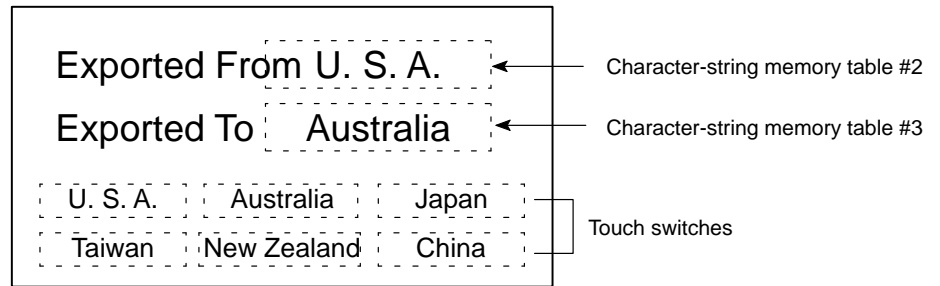 Exported From U. S. A.
Character-string memory table #2
Exported To Australia
Character-string memory table #3
U. S. A. Australia Japan
Touch switches
Taiwan New Zealand China